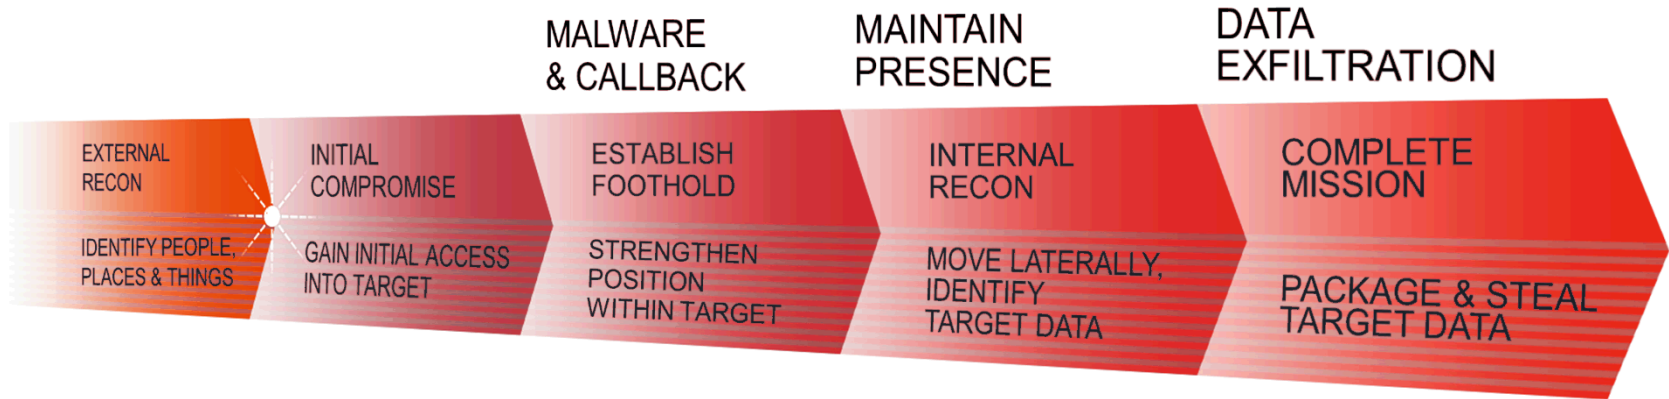 MALWARE
& CALLBACK
MAINTAIN
PRESENCE
DATA
EXFILTRATION
EXTERNAL
RECON
IDENTIFY PEOPLE,
PLACES & THINGS
INITIAL
COMPROMISE
GAIN INITIAL ACCESS
INTO TARGET
ESTABLISH
FOOTHOLD
STRENGTHEN
POSITION
WITHIN TARGET
INTERNAL
RECON
MOVE LATERALLY,
IDENTIFY
TARGET DATA
COMPLETE
MISSION
PACKAGE & STEAL
TARGET DATA